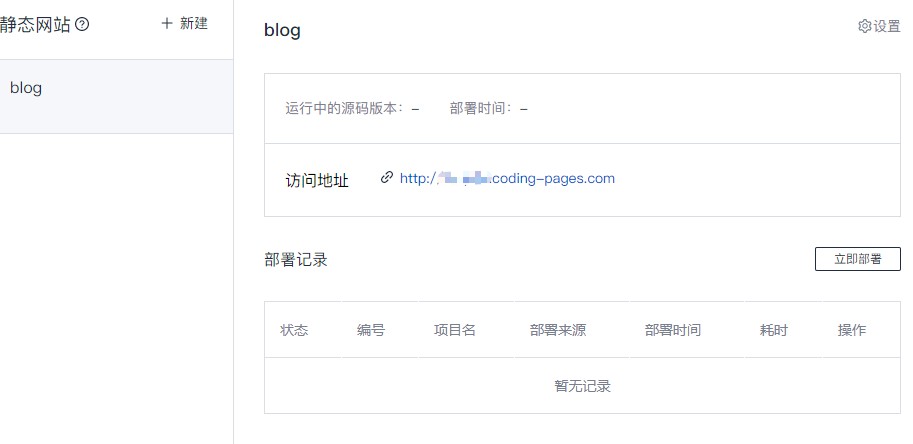 静态网站
+ 新建
blog
blog
设置
运行中的源码版本：– 部署时间：–
访问地址 http:/ .coding-pages.com
部署记录
立即部署
状态 编号 项目名 部署来源 部署时间 耗时 操作
暂无记录